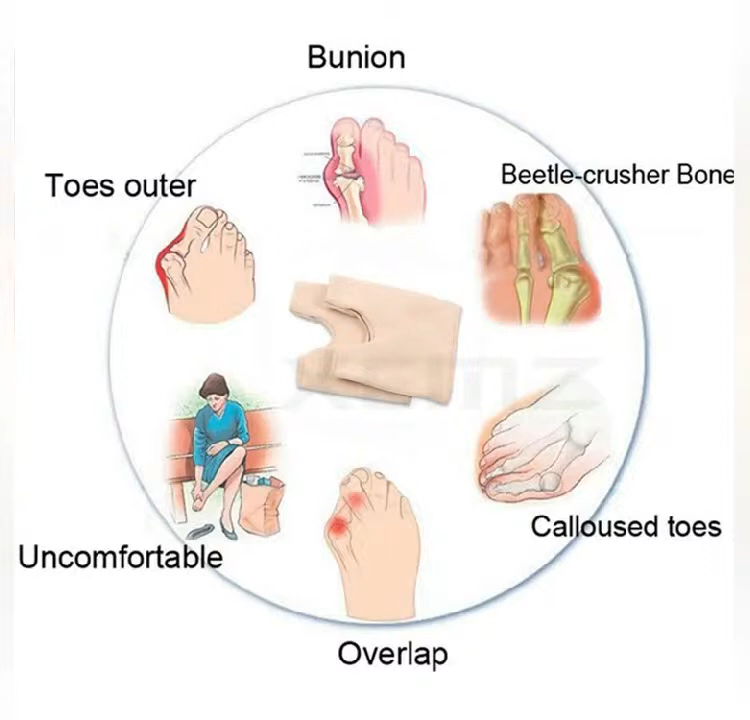 Bunion
Toes outer
Beetle-crusher Bone
Uncomfortable
Calloused toes
Overlap